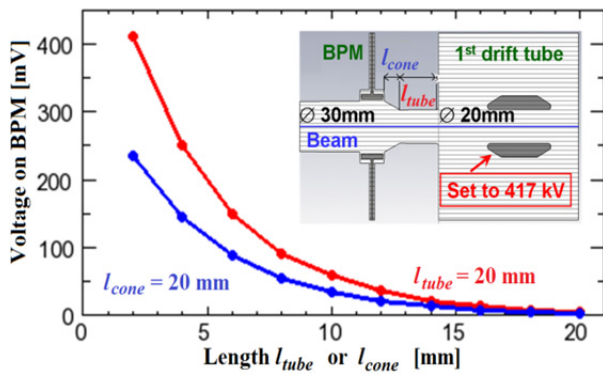 Voltage on BPM [mV]
400
300
200
100
0
0
5
10
15
20
Length l_tube or l_cone [mm]
l_cone = 20 mm
l_tube = 20 mm
BPM
l_cone
l_tube
1st drift tube
∅ 30mm
∅ 20mm
Beam
Set to 417 kV